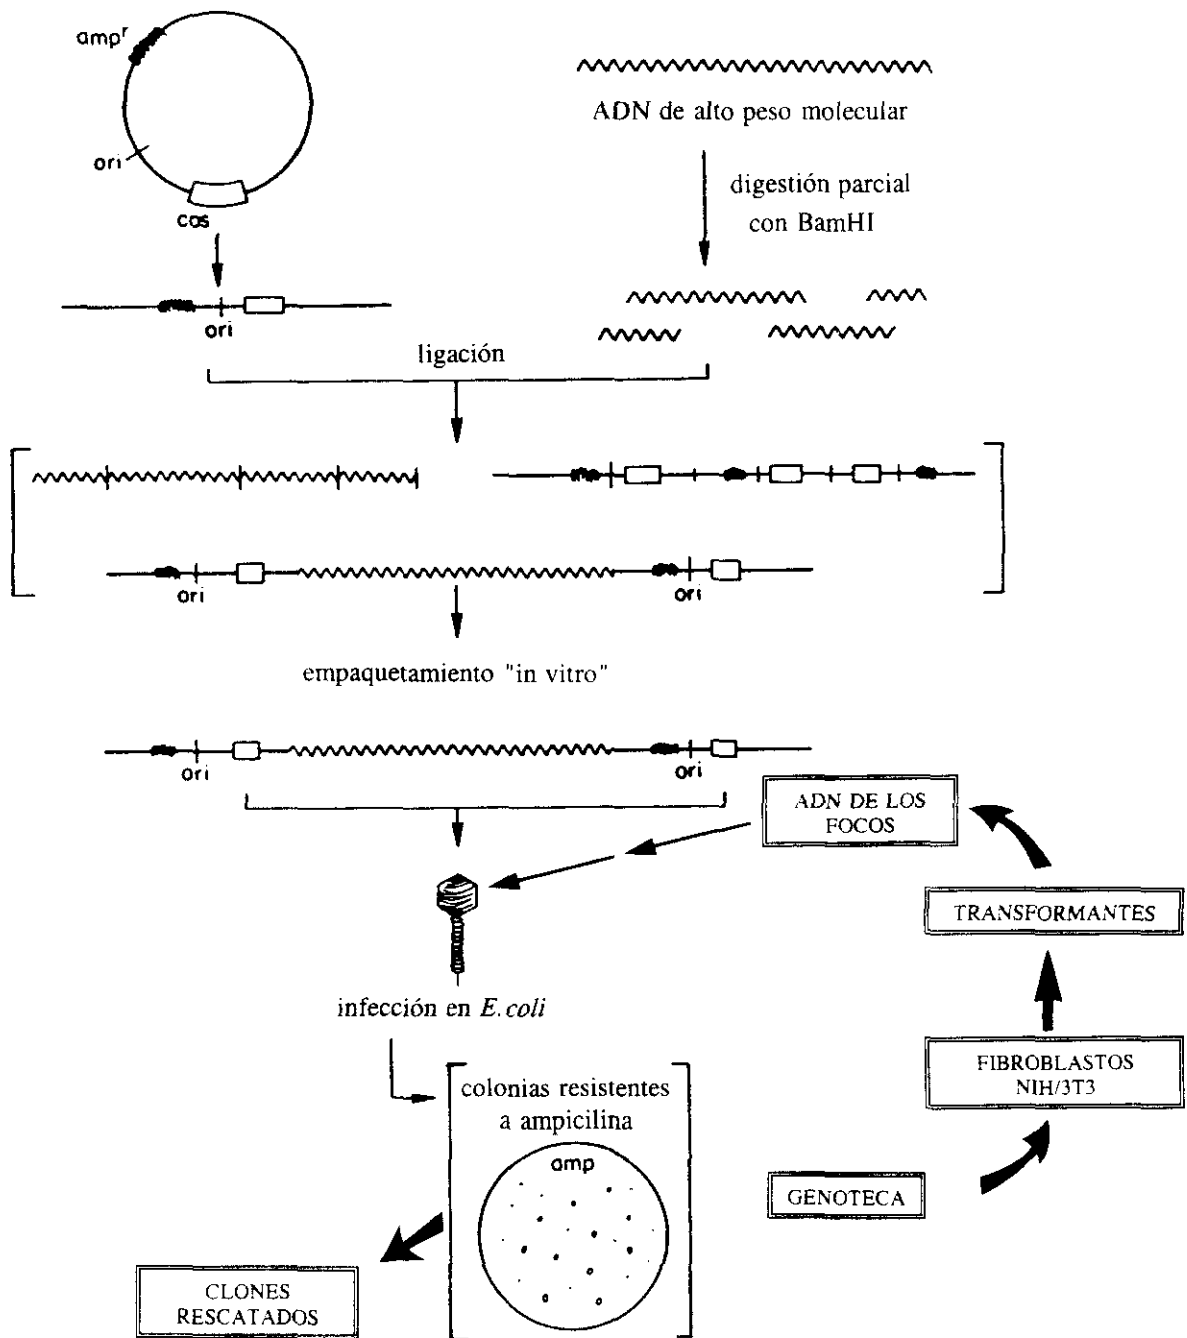 ampʳ
ADN de alto peso molecular
ori
digestión parcial
con BamHI
cos
ori
ligación
ori
ori
empaquetamiento "in vitro"
ori
ori
ADN DE LOS
FOCOS
TRANSFORMANTES
infección en E. coli
FIBROBLASTOS
NIH/3T3
colonias resistentes
a ampicilina
amp
GENOTECA
CLONES
RESCATADOS